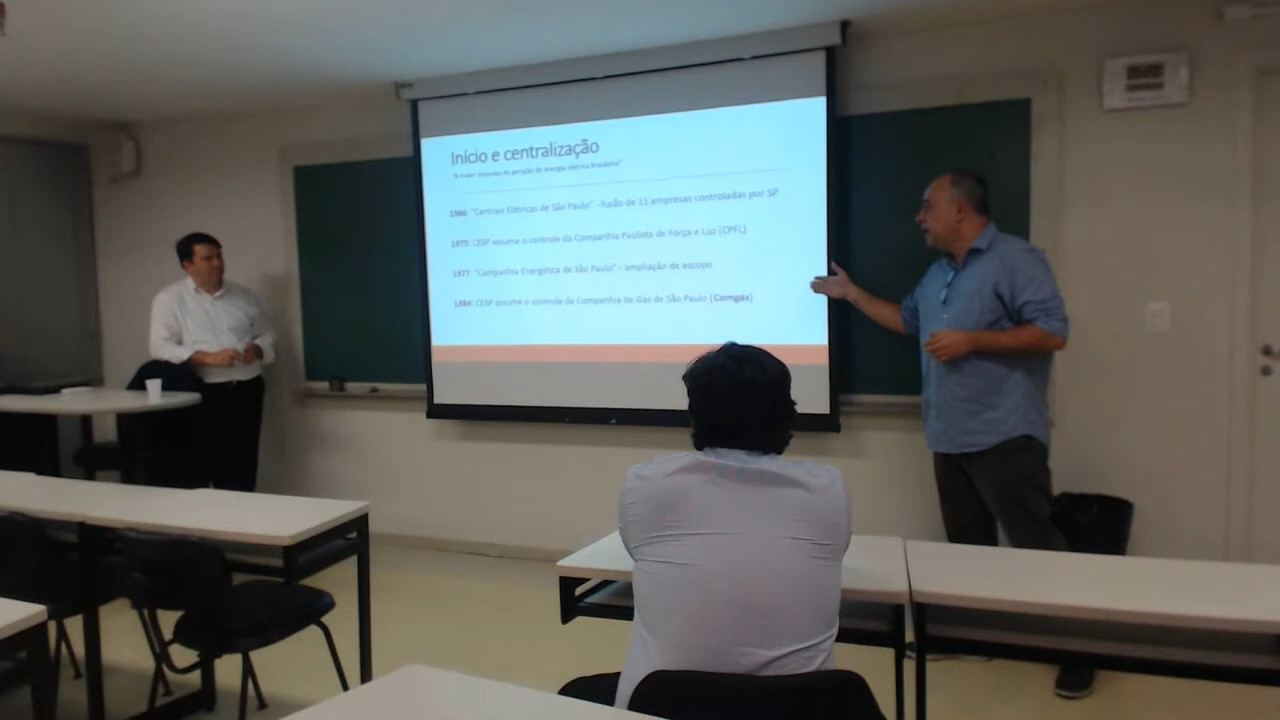 Início e centralização
"A maior empresa de geração de energia elétrica brasileira"
1966: "Centrais Elétricas de São Paulo" - fusão de 11 empresas controladas por SP
1975: CESP assume o controle da Companhia Paulista de Força e Luz (CPFL)
1977: "Companhia Energética de São Paulo" - ampliação de escopo
1984: CESP assume o controle da Companhia de Gás de São Paulo (Comgás)